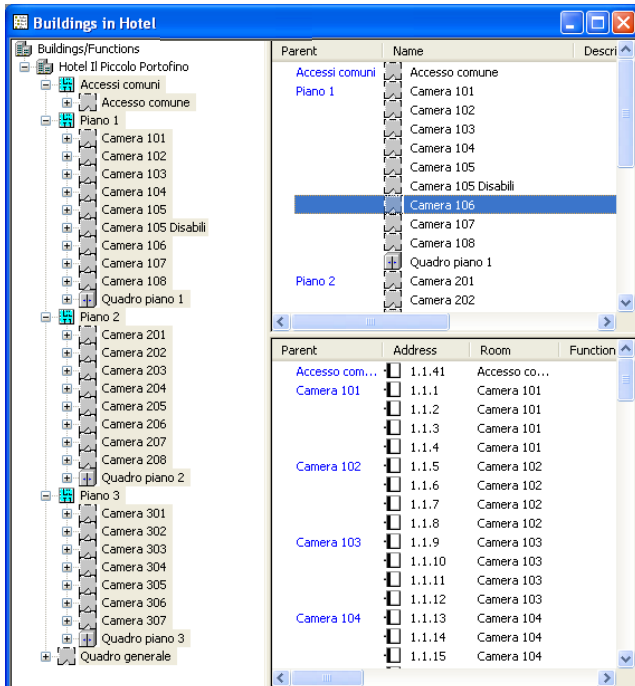 Buildings in Hotel
Buildings/Functions
Hotel Il Piccolo Portofino
Accessi comuni
Accesso comune
Piano 1
Camera 101
Camera 102
Camera 103
Camera 104
Camera 105
Camera 105 Disabili
Camera 106
Camera 107
Camera 108
Quadro piano 1
Piano 2
Camera 201
Camera 202
Camera 203
Camera 204
Camera 205
Camera 206
Camera 207
Camera 208
Quadro piano 2
Piano 3
Camera 301
Camera 302
Camera 303
Camera 304
Camera 305
Camera 306
Camera 307
Quadro piano 3
Quadro generale
Parent Name Descri
Accessi comuni Accesso comune
Piano 1 Camera 101
Camera 102
Camera 103
Camera 104
Camera 105
Camera 105 Disabili
Camera 106
Camera 107
Camera 108
Quadro piano 1
Piano 2 Camera 201
Camera 202
Parent Address Room Function
Accesso com... 1.1.41 Accesso co...
Camera 101 1.1.1 Camera 101
1.1.2 Camera 101
1.1.3 Camera 101
1.1.4 Camera 101
Camera 102 1.1.5 Camera 102
1.1.6 Camera 102
1.1.7 Camera 102
1.1.8 Camera 102
Camera 103 1.1.9 Camera 103
1.1.10 Camera 103
1.1.11 Camera 103
1.1.12 Camera 103
Camera 104 1.1.13 Camera 104
1.1.14 Camera 104
1.1.15 Camera 104